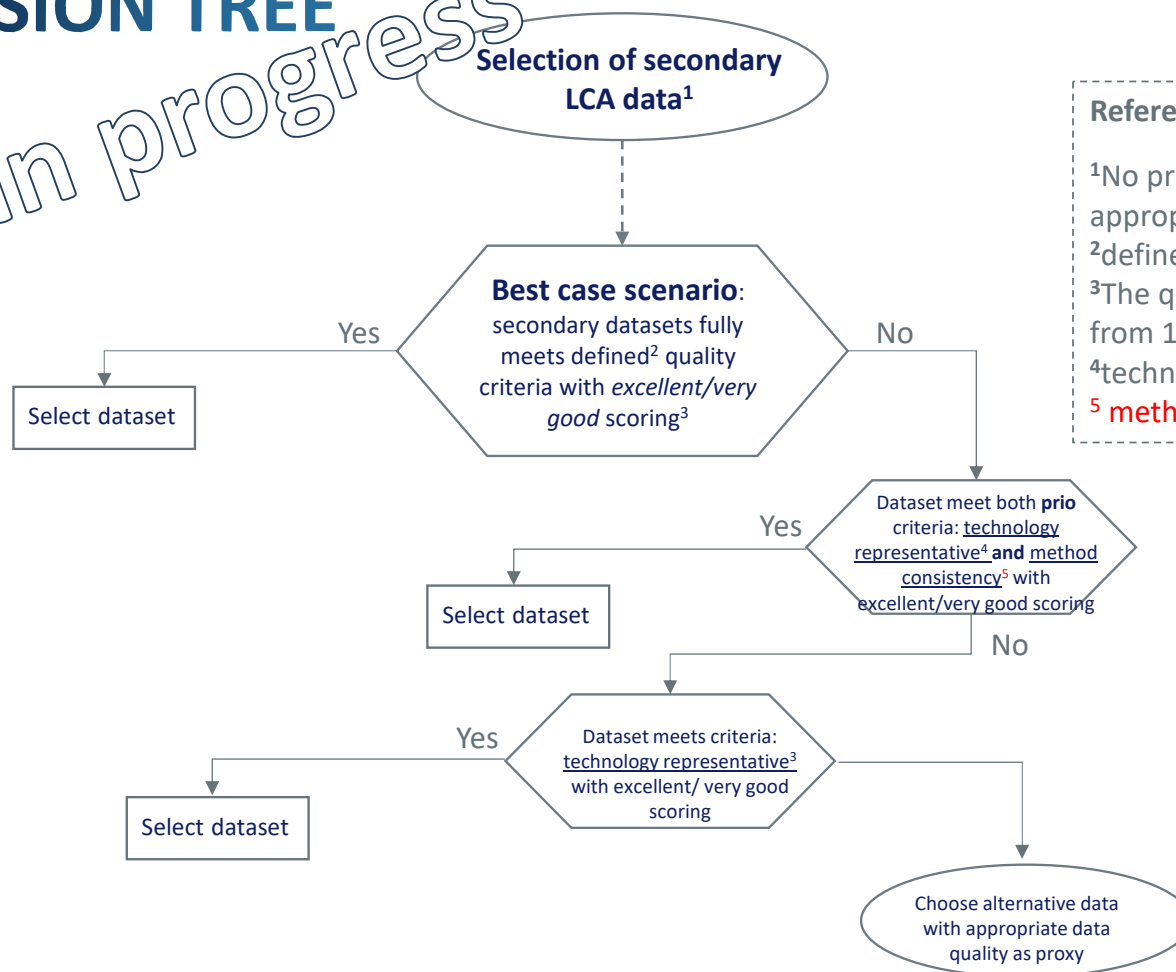 SION TREE
in progress
Selection of secondary
LCA data¹
Refere
¹No pr
approp
²define
³The q
from 1
⁴techn
⁵ meth
Best case scenario:
secondary datasets fully
meets defined² quality
criteria with excellent/very
good scoring³
Yes
No
Select dataset
Dataset meet both prio
criteria: technology
representative⁴ and method
consistency⁵ with
excellent/very good scoring
Yes
Select dataset
No
Dataset meets criteria:
technology representative³
with excellent/ very good
scoring
Yes
Select dataset
Choose alternative data
with appropriate data
quality as proxy